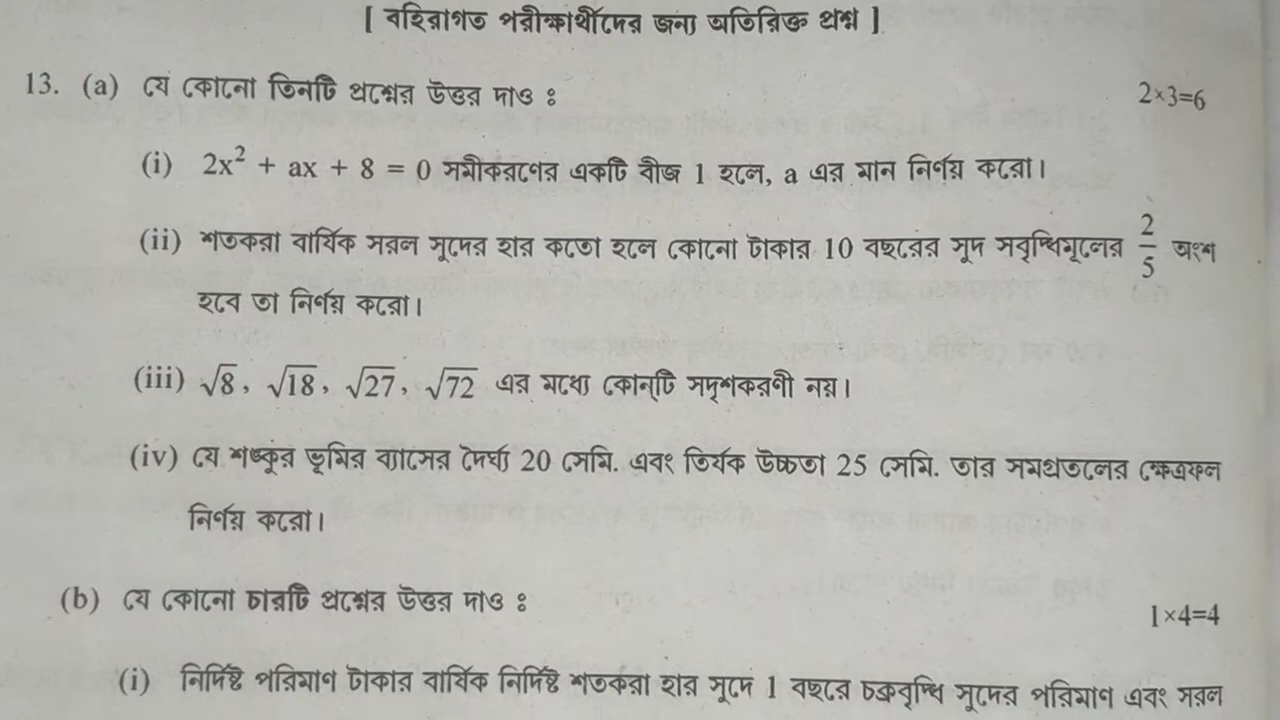 [ বহিরাগত পরীক্ষার্থীদের জন্য অতিরিক্ত প্রশ্ন ]
13. (a) যে কোনো তিনটি প্রশ্নের উত্তর দাও ঃ 2×3=6
(i) 2x² + ax + 8 = 0 সমীকরণের একটি বীজ 1 হলে, a এর মান নির্ণয় করো।
(ii) শতকরা বার্ষিক সরল সুদের হার কতো হলে কোনো টাকার 10 বছরের সুদ সবৃদ্ধিমূলের 2/5 অংশ
হবে তা নির্ণয় করো।
(iii) √8, √18, √27, √72 এর মধ্যে কোন্‌টি সদৃশকরণী নয়।
(iv) যে শঙ্কুর ভূমির ব্যাসের দৈর্ঘ্য 20 সেমি. এবং তির্যক উচ্চতা 25 সেমি. তার সমগ্রতলের ক্ষেত্রফল
নির্ণয় করো।
(b) যে কোনো চারটি প্রশ্নের উত্তর দাও ঃ 1×4=4
(i) নির্দিষ্ট পরিমাণ টাকার বার্ষিক নির্দিষ্ট শতকরা হার সুদে 1 বছরে চক্রবৃদ্ধি সুদের পরিমাণ এবং সরল